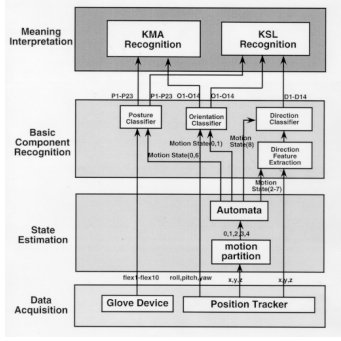 Meaning
Interpretation
KMA
Recognition
KSL
Recognition
P1-P23
P1-P23
O1-O14
O1-O14
D1-D14
Basic
Component
Recognition
Posture
Classifier
Orientation
Classifier
Direction
Classifier
Motion State(0,6
Motion State(0,1)
Motion
State(8)
Direction
Feature
Extraction
Motion
State(2-7)
State
Estimation
Automata
0,1,2,3,4
motion
partition
flex1-flex10
roll,pitch,yaw
x,y,z
x,y,z
Data
Acquisition
Glove Device
Position Tracker